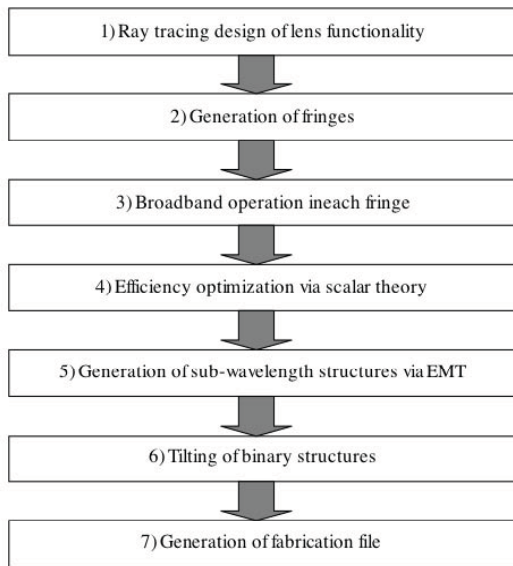 1) Ray tracing design of lens functionality
2) Generation of fringes
3) Broadband operation ineach fringe
4) Efficiency optimization via scalar theory
5) Generation of sub-wavelength structures via EMT
6) Tilting of binary structures
7) Generation of fabrication file